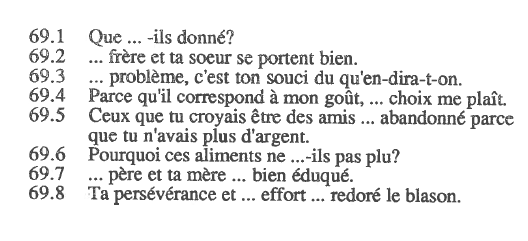 69.1 Que ... -ils donné?
69.2 ... frère et ta soeur se portent bien.
69.3 ... problème, c'est ton souci du qu'en-dira-t-on.
69.4 Parce qu'il correspond à mon goût, ... choix me plaît.
69.5 Ceux que tu croyais être des amis ... abandonné parce
que tu n'avais plus d'argent.
69.6 Pourquoi ces aliments ne ...-ils pas plu?
69.7 ... père et ta mère ... bien éduqué.
69.8 Ta persévérance et ... effort ... redoré le blason.